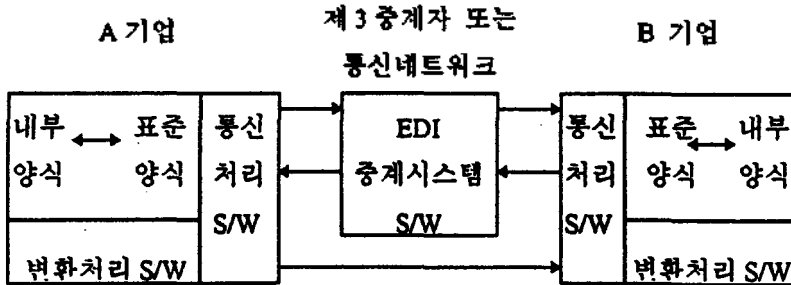 A 기업
제 3 중계자 또는
통신네트워크
B 기업
내부 표준
양식 양식
변환처리 S/W
통신
처리
S/W
EDI
중계시스템
S/W
통신
처리
S/W
표준 내부
양식 양식
변환처리 S/W